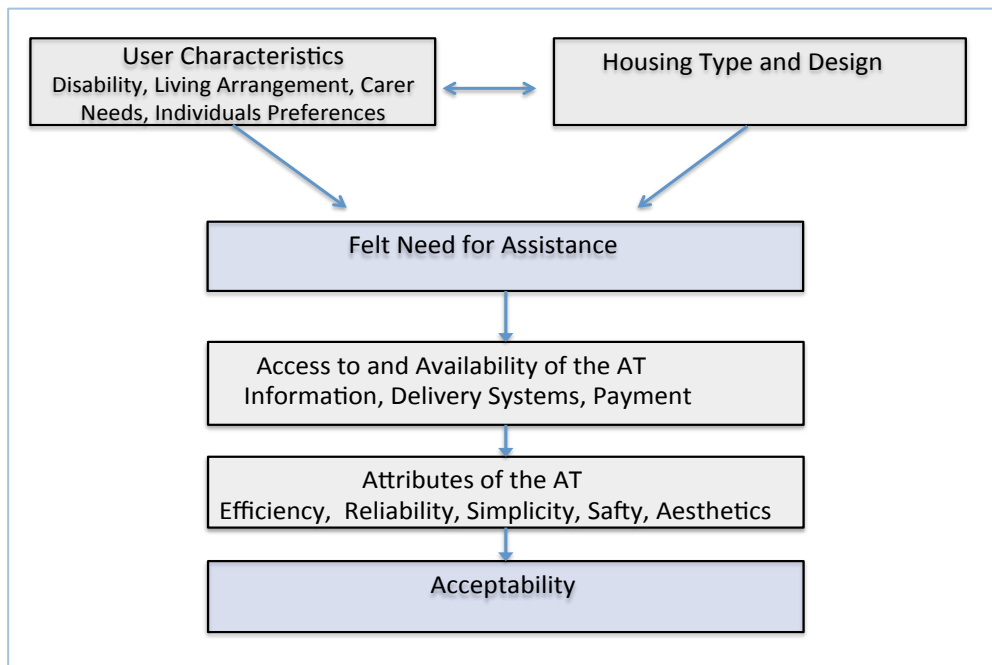 User Characteristics
Disability, Living Arrangement, Carer
Needs, Individuals Preferences
Housing Type and Design
Felt Need for Assistance
Access to and Availability of the AT
Information, Delivery Systems, Payment
Attributes of the AT
Efficiency, Reliability, Simplicity, Safty, Aesthetics
Acceptability